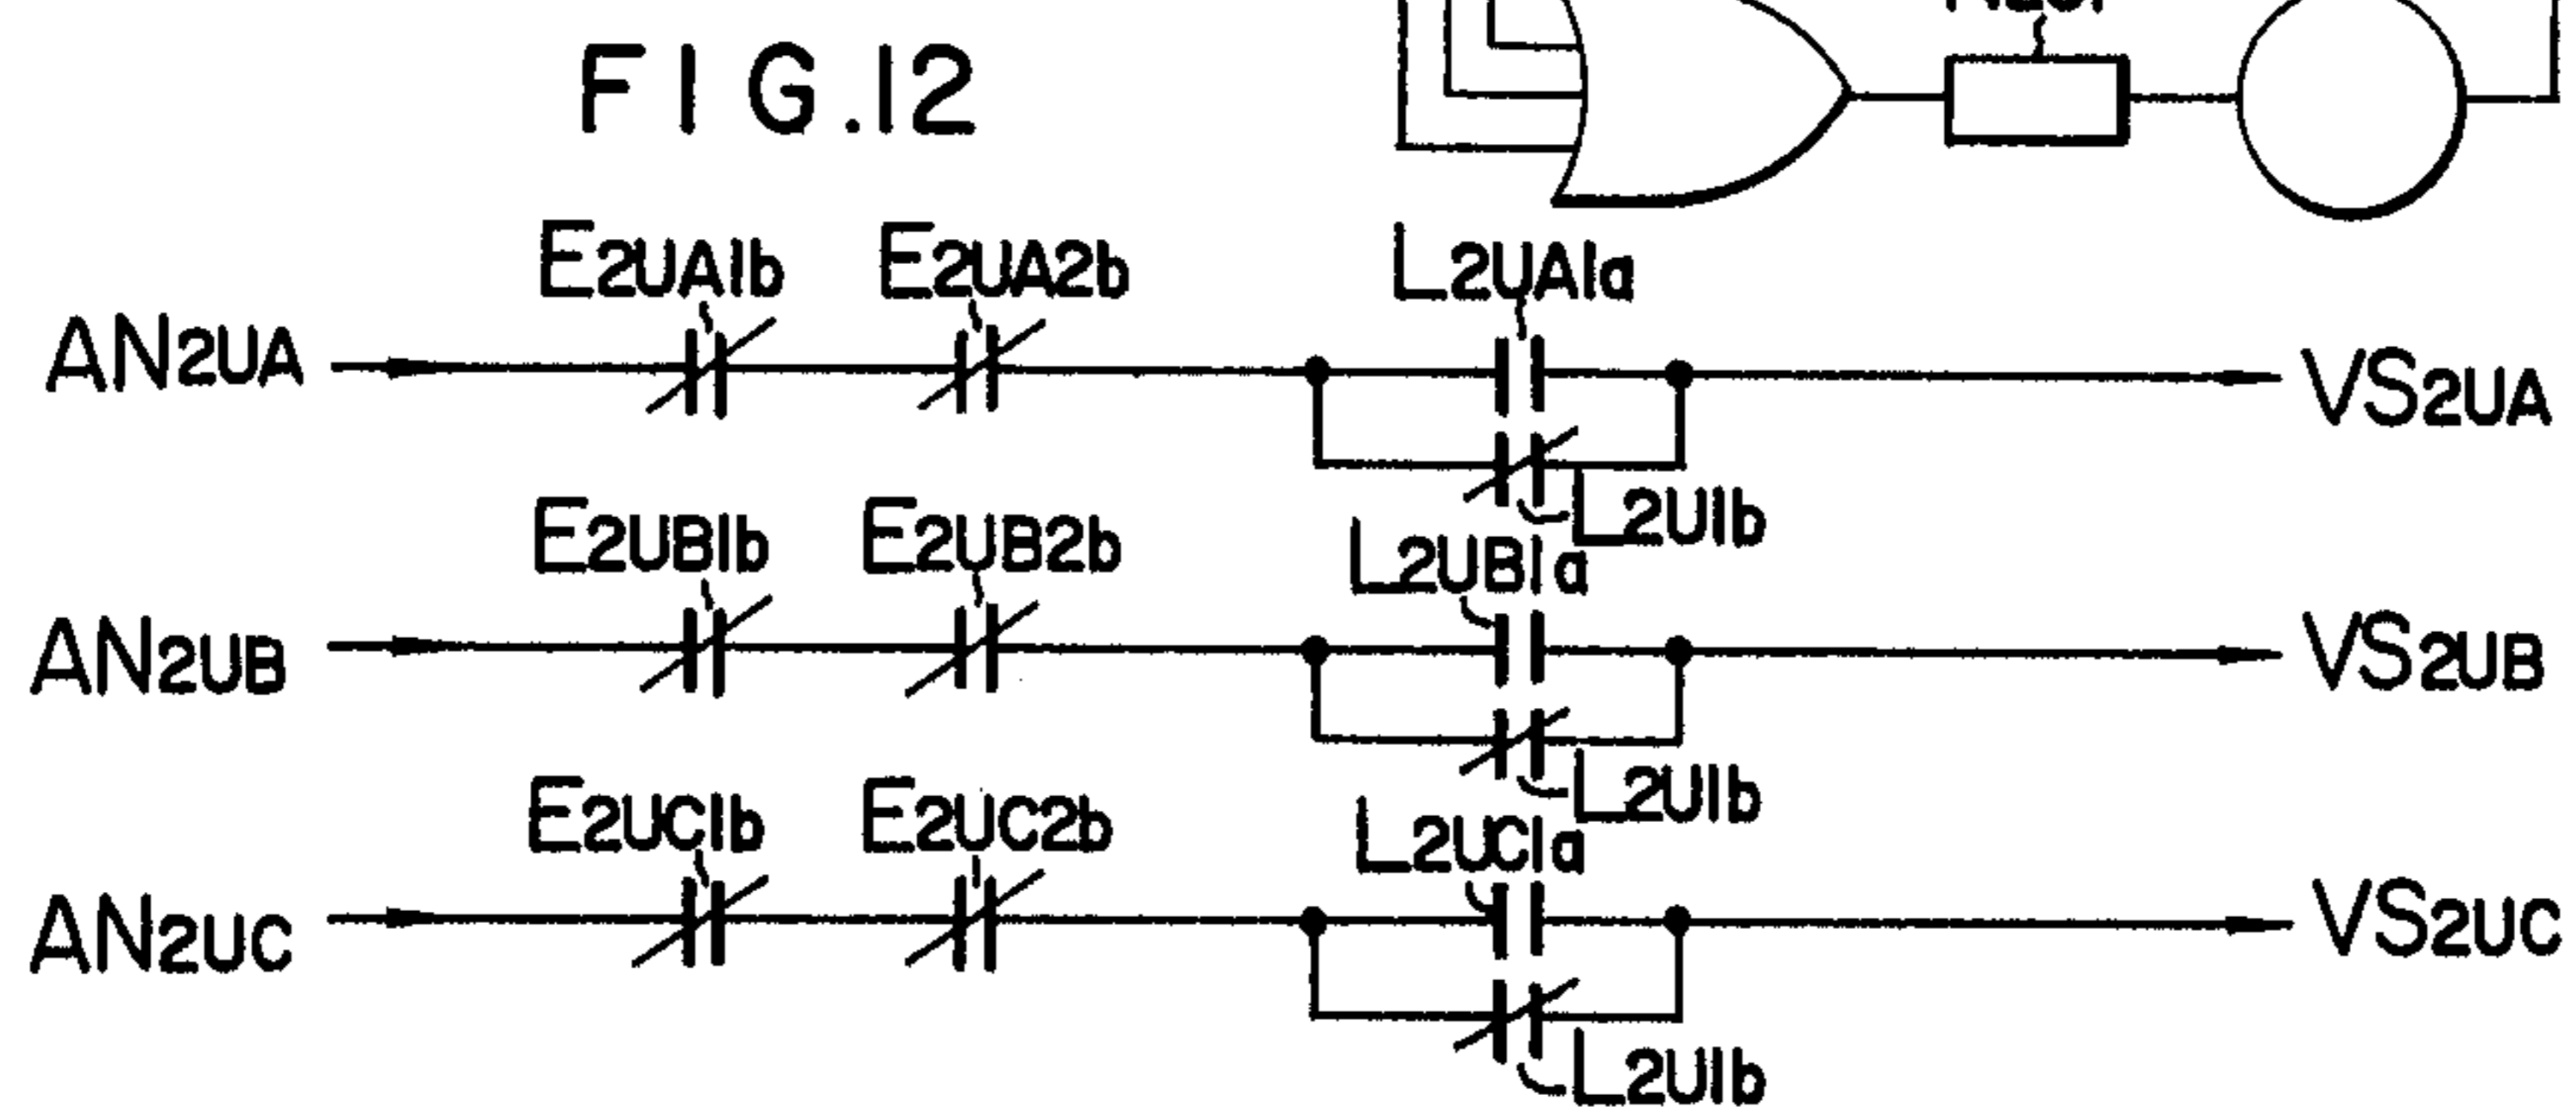 FIG.12
E2UA1b E2UA2b L2UA1a
AN2UA VS2UA
L2U1b
E2UB1b E2UB2b L2UB1a
AN2UB VS2UB
L2U1b
E2UC1b E2UC2b L2UC1a
AN2UC VS2UC
L2U1b